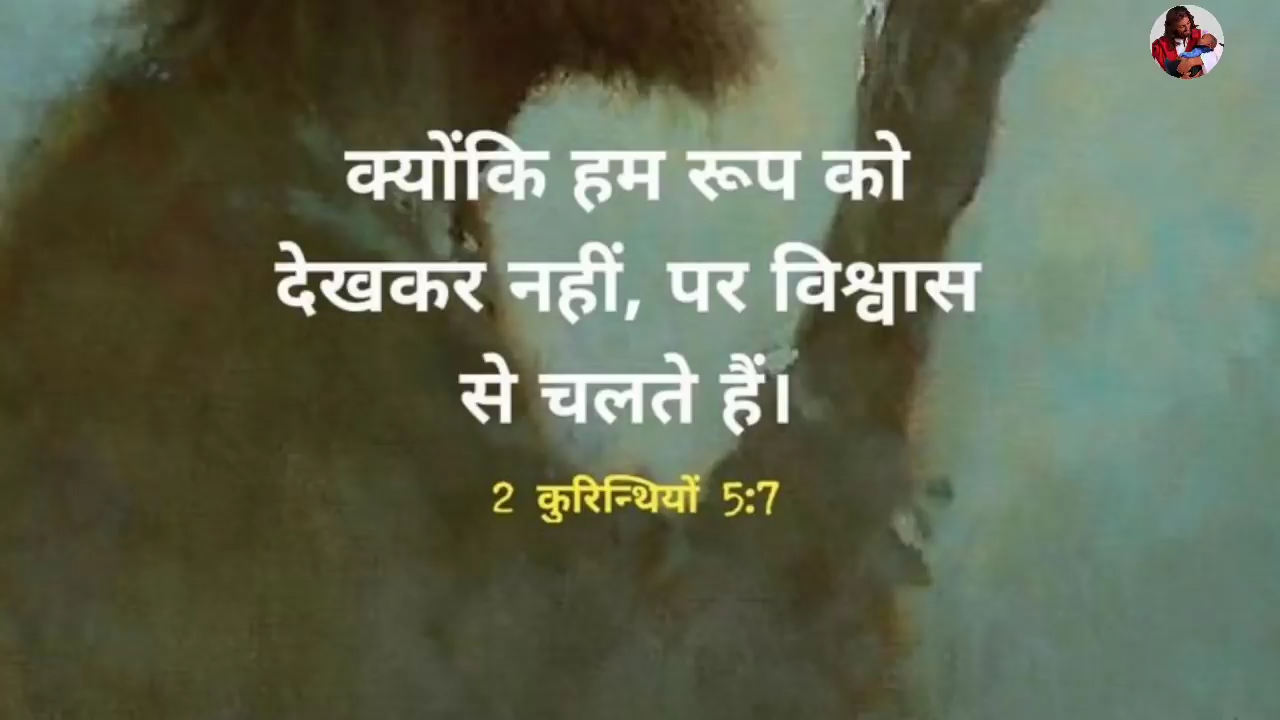 क्योंकि हम रूप को
देखकर नहीं, पर विश्वास
से चलते हैं।
2 कुरिन्थियों 5:7